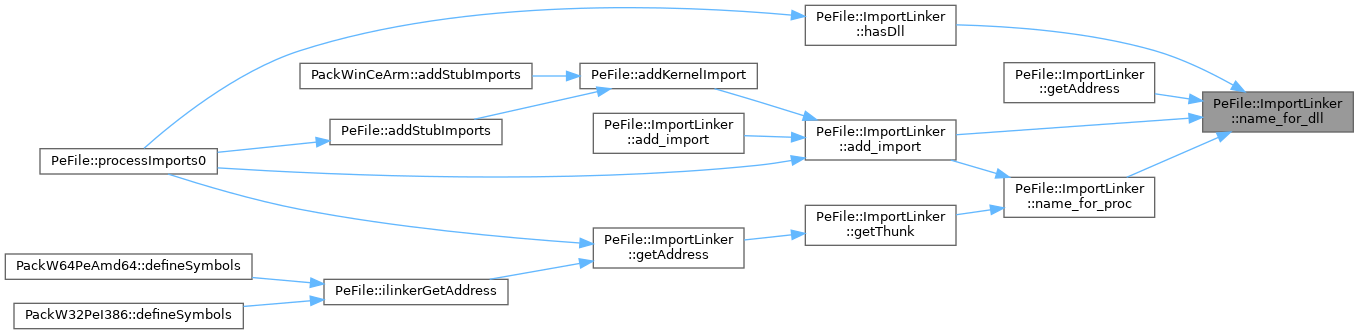 PeFile::ImportLinker
::hasDll
PackWinCeArm::addStubImports
PeFile::addKernelImport
PeFile::ImportLinker
::getAddress
PeFile::ImportLinker
::name_for_dll
PeFile::addStubImports
PeFile::ImportLinker
::add_import
PeFile::ImportLinker
::add_import
PeFile::processImports0
PeFile::ImportLinker
::name_for_proc
PeFile::ImportLinker
::getThunk
PeFile::ImportLinker
::getAddress
PackW64PeAmd64::defineSymbols
PeFile::ilinkerGetAddress
PackW32PeI386::defineSymbols